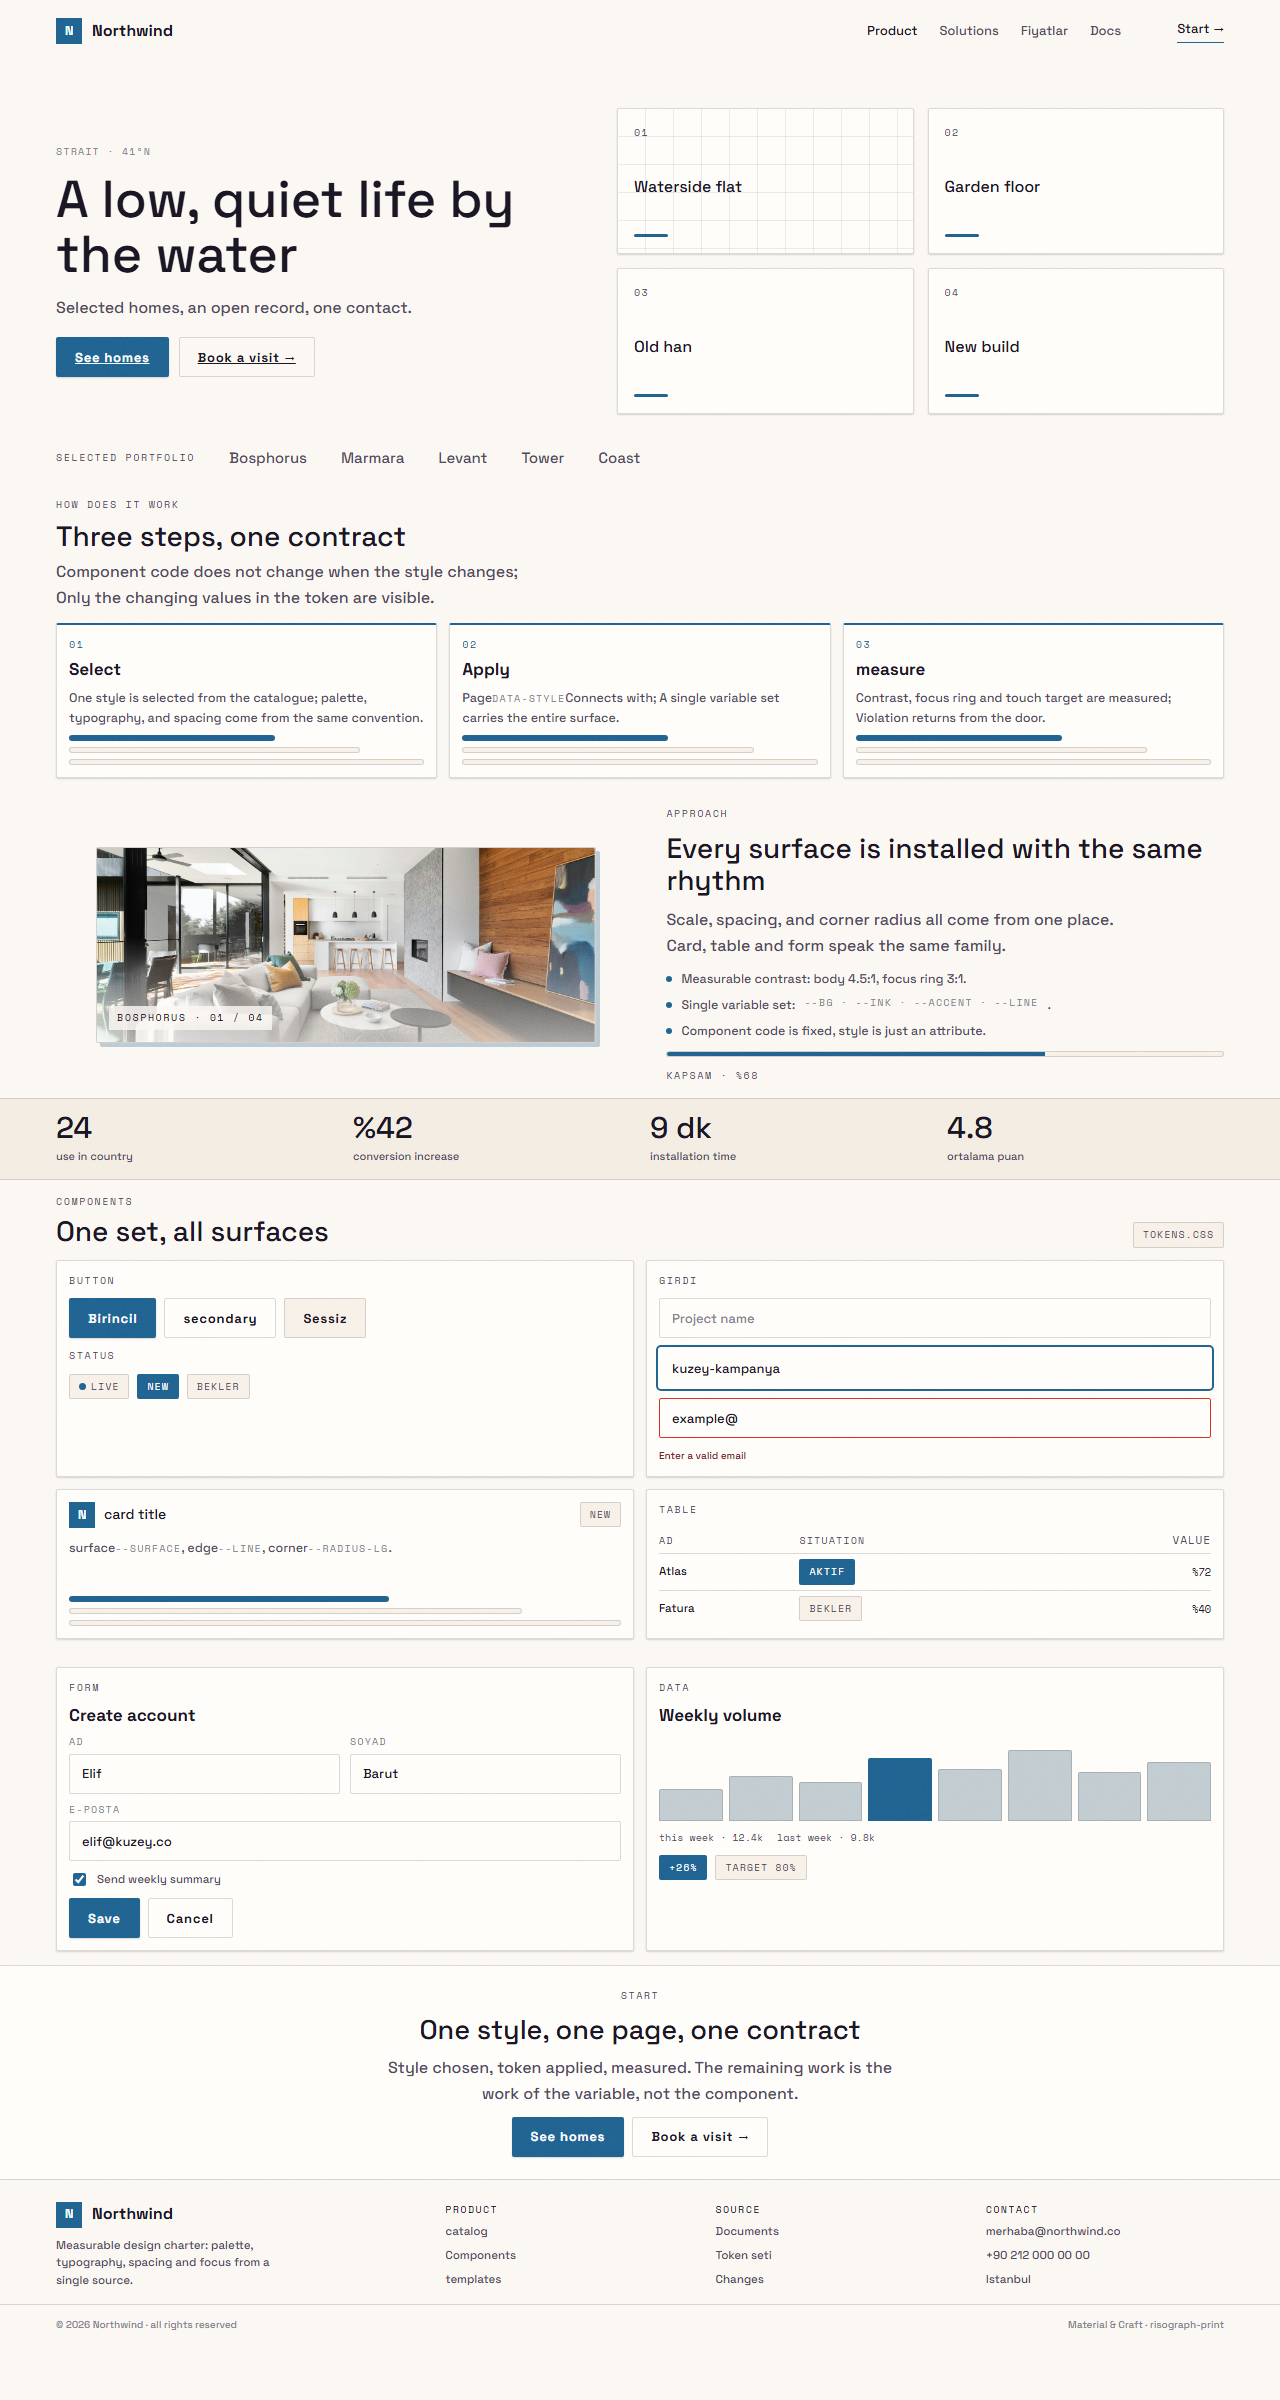 N Northwind
Product Solutions Fiyatlar Docs Start →
STRAIT · 41°N
A low, quiet life by
the water
Selected homes, an open record, one contact.
See homes Book a visit →
01
Waterside flat
02
Garden floor
03
Old han
04
New build
SELECTED PORTFOLIO Bosphorus Marmara Levant Tower Coast
HOW DOES IT WORK
Three steps, one contract
Component code does not change when the style changes;
Only the changing values in the token are visible.
01
Select
One style is selected from the catalogue; palette,
typography, and spacing come from the same convention.
02
Apply
PageDATA-STYLEConnects with; A single variable set
carries the entire surface.
03
measure
Contrast, focus ring and touch target are measured;
Violation returns from the door.
BOSPHORUS · 01 / 04
APPROACH
Every surface is installed with the same
rhythm
Scale, spacing, and corner radius all come from one place.
Card, table and form speak the same family.
Measurable contrast: body 4.5:1, focus ring 3:1.
Single variable set: --BG · --INK · --ACCENT · --LINE .
Component code is fixed, style is just an attribute.
KAPSAM · %68
24
use in country
%42
conversion increase
9 dk
installation time
4.8
ortalama puan
COMPONENTS
One set, all surfaces
TOKENS.CSS
BUTTON
Birincil secondary Sessiz
STATUS
LIVE NEW BEKLER
GIRDI
Project name
kuzey-kampanya
example@
Enter a valid email
N card title NEW
surface--SURFACE, edge--LINE, corner--RADIUS-LG.
TABLE
AD SITUATION VALUE
Atlas AKTIF %72
Fatura BEKLER %40
FORM
Create account
AD SOYAD
Elif Barut
E-POSTA
elif@kuzey.co
Send weekly summary
Save Cancel
DATA
Weekly volume
this week · 12.4k last week · 9.8k
+26% TARGET 80%
START
One style, one page, one contract
Style chosen, token applied, measured. The remaining work is the
work of the variable, not the component.
See homes Book a visit →
N Northwind
Measurable design charter: palette,
typography, spacing and focus from a
single source.
PRODUCT
catalog
Components
templates
SOURCE
Documents
Token seti
Changes
CONTACT
merhaba@northwind.co
+90 212 000 00 00
Istanbul
© 2026 Northwind · all rights reserved
Material & Craft · risograph-print